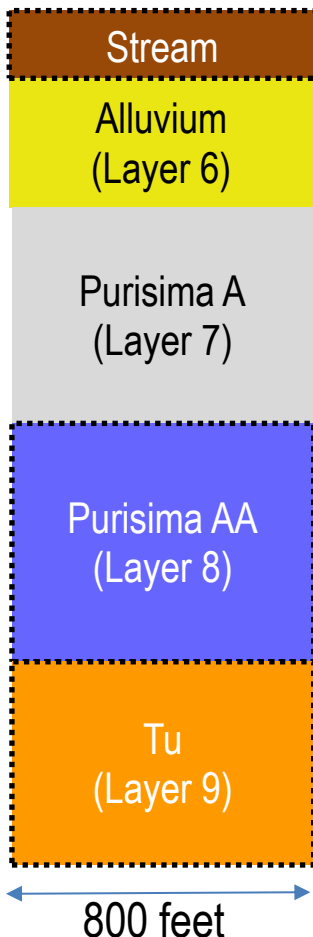 Stream
Alluvium
(Layer 6)
Purisima A
(Layer 7)
Purisima AA
(Layer 8)
Tu
(Layer 9)
800 feet